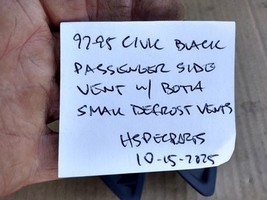 92-95 CIVIC BLACK
PASSENGER SIDE
VENT W/ BOTH
SMALL DEFROST VENTS
HSPECPARTS
10-15-2025